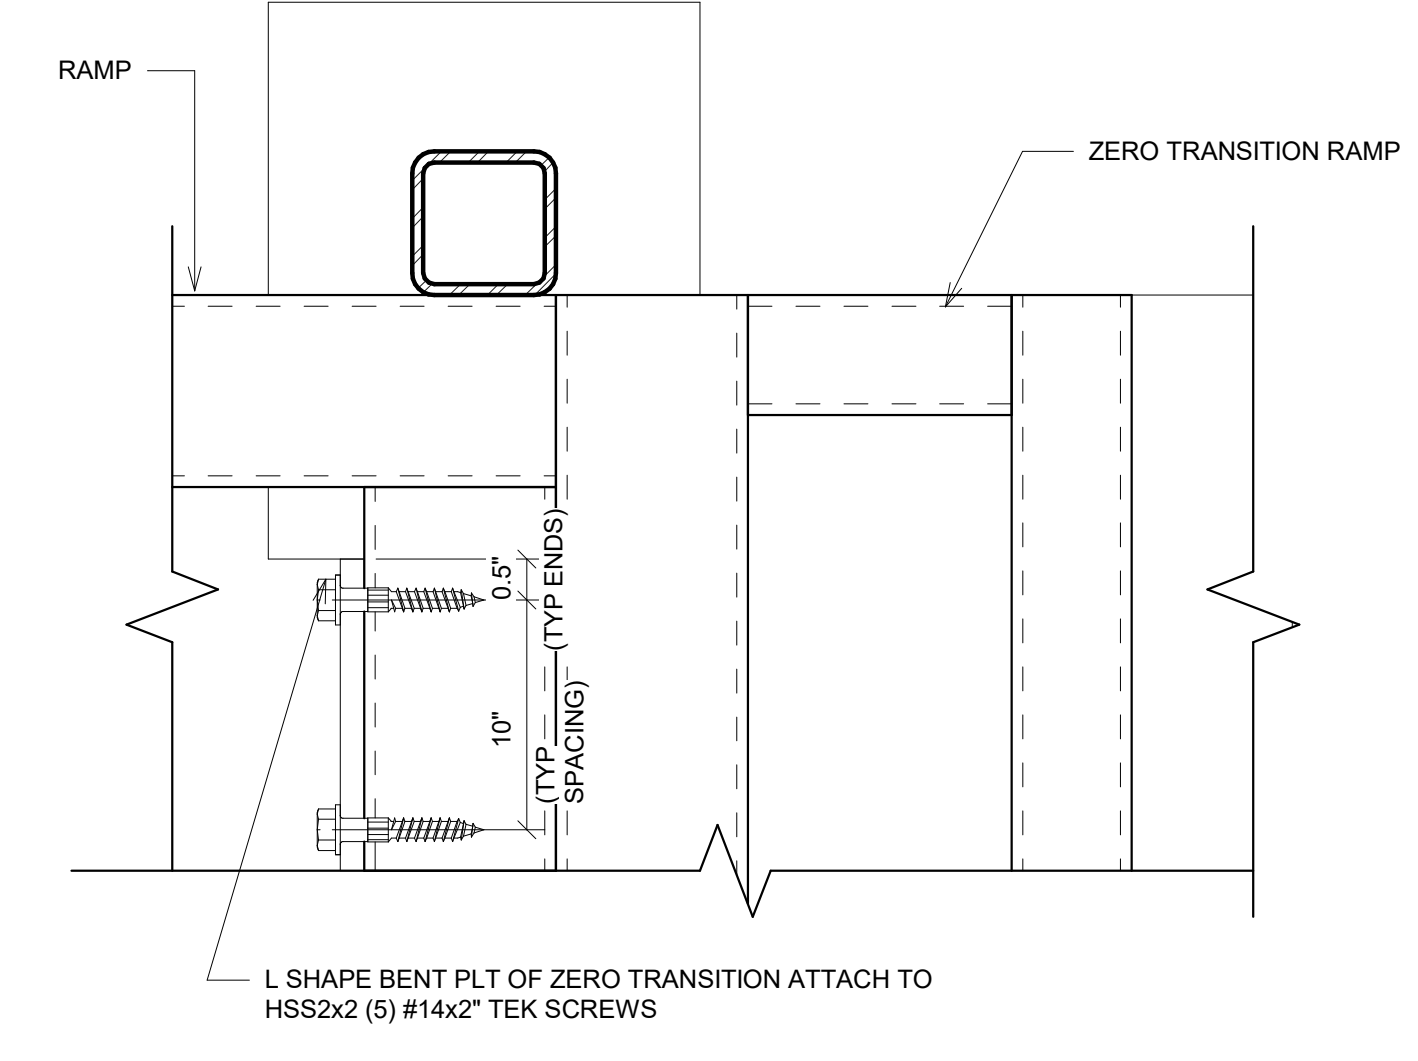 RAMP
ZERO TRANSITION RAMP
0.5"
(TYP ENDS)
10"
(TYP
SPACING)
L SHAPE BENT PLT OF ZERO TRANSITION ATTACH TO
HSS2x2 (5) #14x2" TEK SCREWS